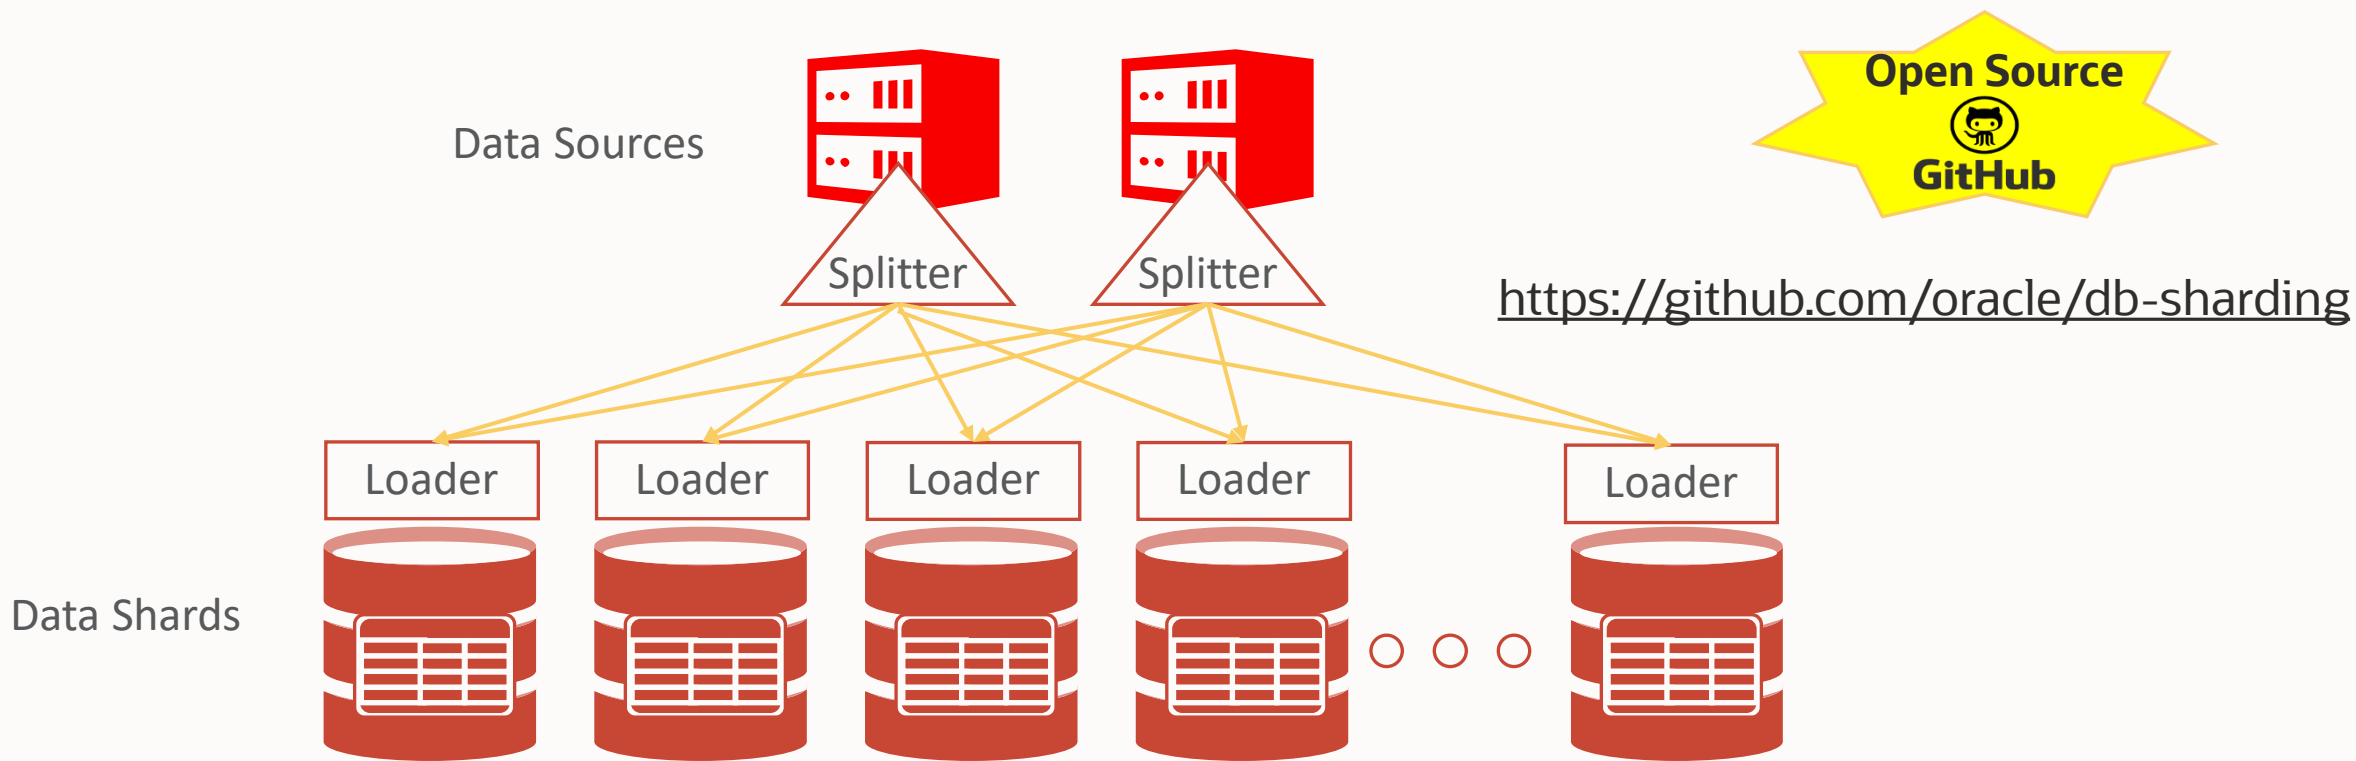 Open Source
GitHub
Data Sources
Splitter
Splitter
https://github.com/oracle/db-sharding
Loader
Loader
Loader
Loader
Loader
Data Shards